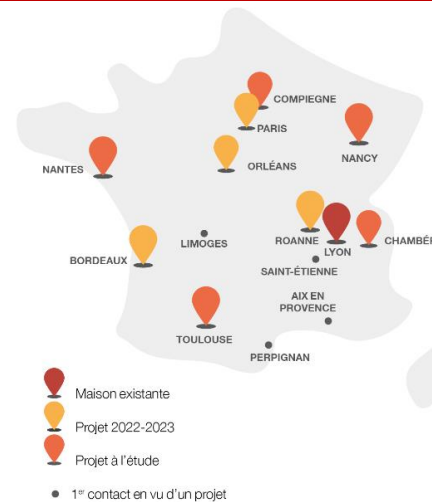 COMPIEGNE
PARIS
NANCY
ORLÉANS
NANTES
LIMOGES
ROANNE
LYON
CHAMBÉR
BORDEAUX
SAINT-ÉTIENNE
AIX EN
PROVENCE
TOULOUSE
PERPIGNAN
Maison existante
Projet 2022-2023
Projet à l'étude
1er contact en vu d'un projet